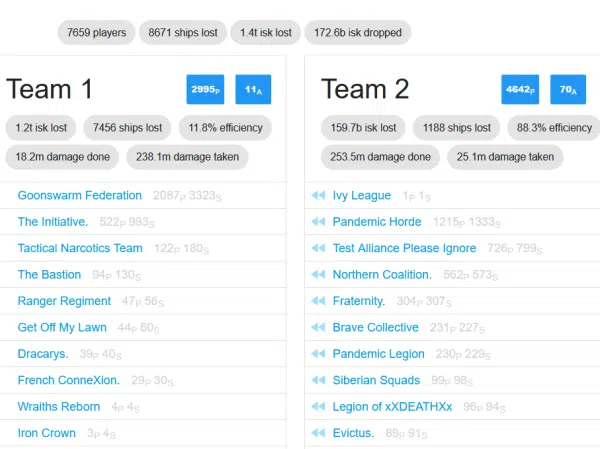 7659 players 8671 ships lost 1.4t isk lost 172.6b isk dropped
Team 1 2995P 11A
1.2t isk lost 7456 ships lost 11.8% efficiency
18.2m damage done 238.1m damage taken
Goonswarm Federation 2087P 3323S
The Initiative. 522P 993S
Tactical Narcotics Team 122P 180S
The Bastion 94P 130S
Ranger Regiment 47P 56S
Get Off My Lawn 44P 60S
Dracarys. 39P 40S
French ConneXion. 29P 30S
Wraiths Reborn 4P 4S
Iron Crown 3P 4S
Team 2 4642P 70A
159.7b isk lost 1188 ships lost 88.3% efficiency
253.5m damage done 25.1m damage taken
Ivy League 1P 1S
Pandemic Horde 1215P 1333S
Test Alliance Please Ignore 726P 799S
Northern Coalition. 562P 573S
Fraternity. 304P 307S
Brave Collective 231P 227S
Pandemic Legion 230P 229S
Siberian Squads 99P 98S
Legion of xXDEATHXx 96P 94S
Evictus. 89P 91S